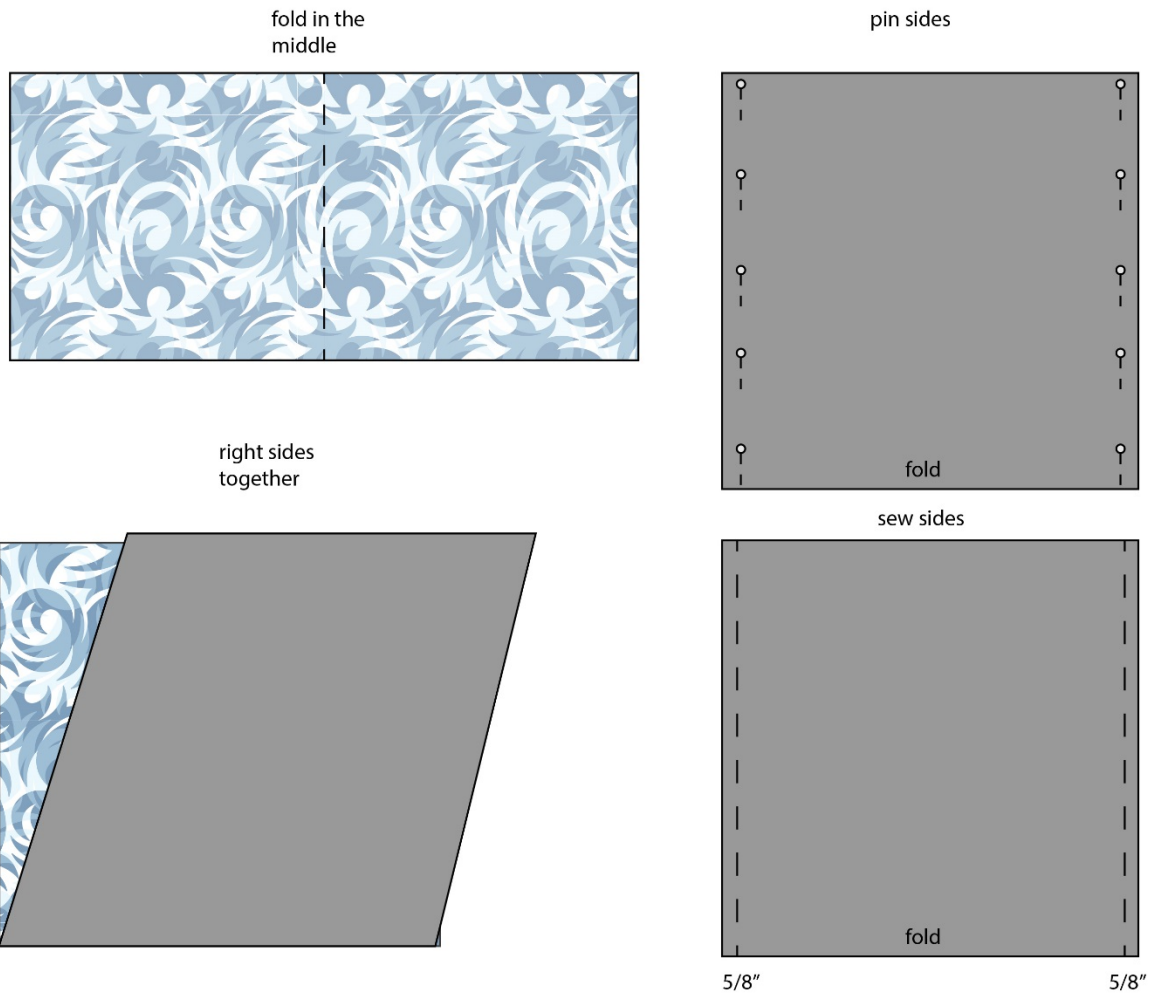 fold in the
middle
right sides
together
pin sides
fold
sew sides
fold
5/8″
5/8″